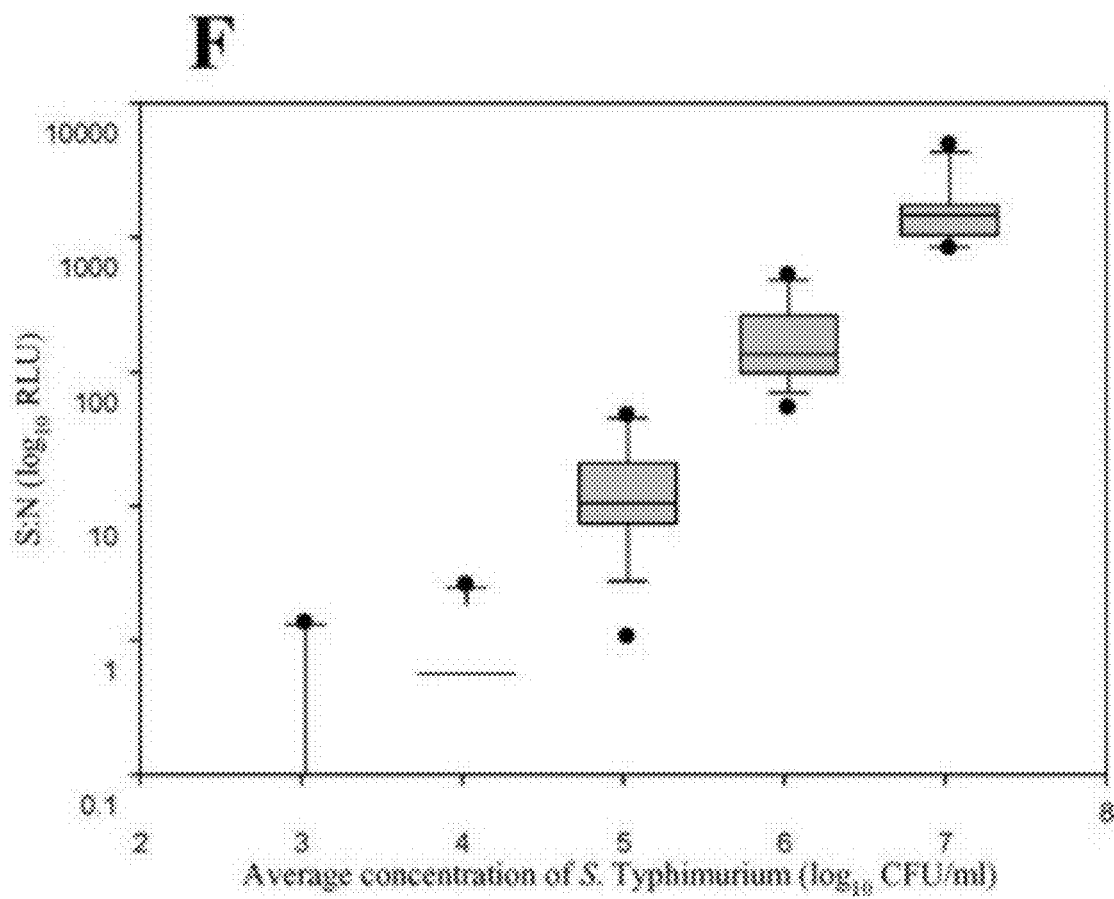 F
10000
1000
100
10
1
0.1
S:N (log₁₀ RLU)
2 3 4 5 6 7 8
Average concentration of S. Typhimurium (log₁₀ CFU/ml)